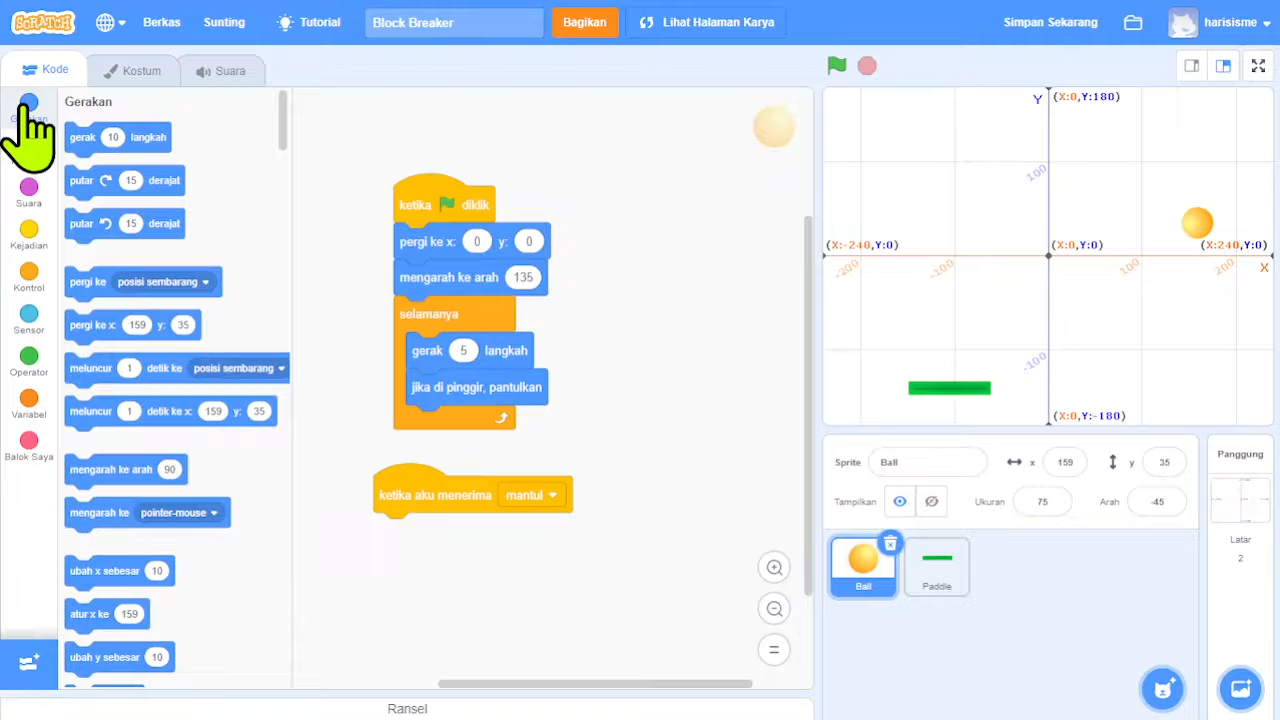 SCRATCH
Berkas
Sunting
Tutorial
Block Breaker
Bagikan
Lihat Halaman Karya
Simpan Sekarang
harisisme
Kode
Kostum
Suara
Gerakan
gerak 10 langkah
putar 15 derajat
putar 15 derajat
pergi ke posisi sembarang
pergi ke x: 159 y: 35
meluncur 1 detik ke posisi sembarang
meluncur 1 detik ke x: 159 y: 35
mengarah ke arah 90
mengarah ke pointer-mouse
ubah x sebesar 10
atur x ke 159
ubah y sebesar 10
Suara
Kejadian
Kontrol
Sensor
Operator
Variabel
Balok Saya
ketika diklik
pergi ke x: 0 y: 0
mengarah ke arah 135
selamanya
gerak 5 langkah
jika di pinggir, pantulkan
ketika aku menerima mantul
Y
(X:0,Y:180)
100
(X:-240,Y:0)
(X:0,Y:0)
(X:240,Y:0)
-200
-100
100
200
X
-100
(X:0,Y:-180)
Sprite
Ball
x 159
y 35
Tampilkan
Ukuran 75
Arah -45
Ball
Paddle
Panggung
Latar
2
Ransel